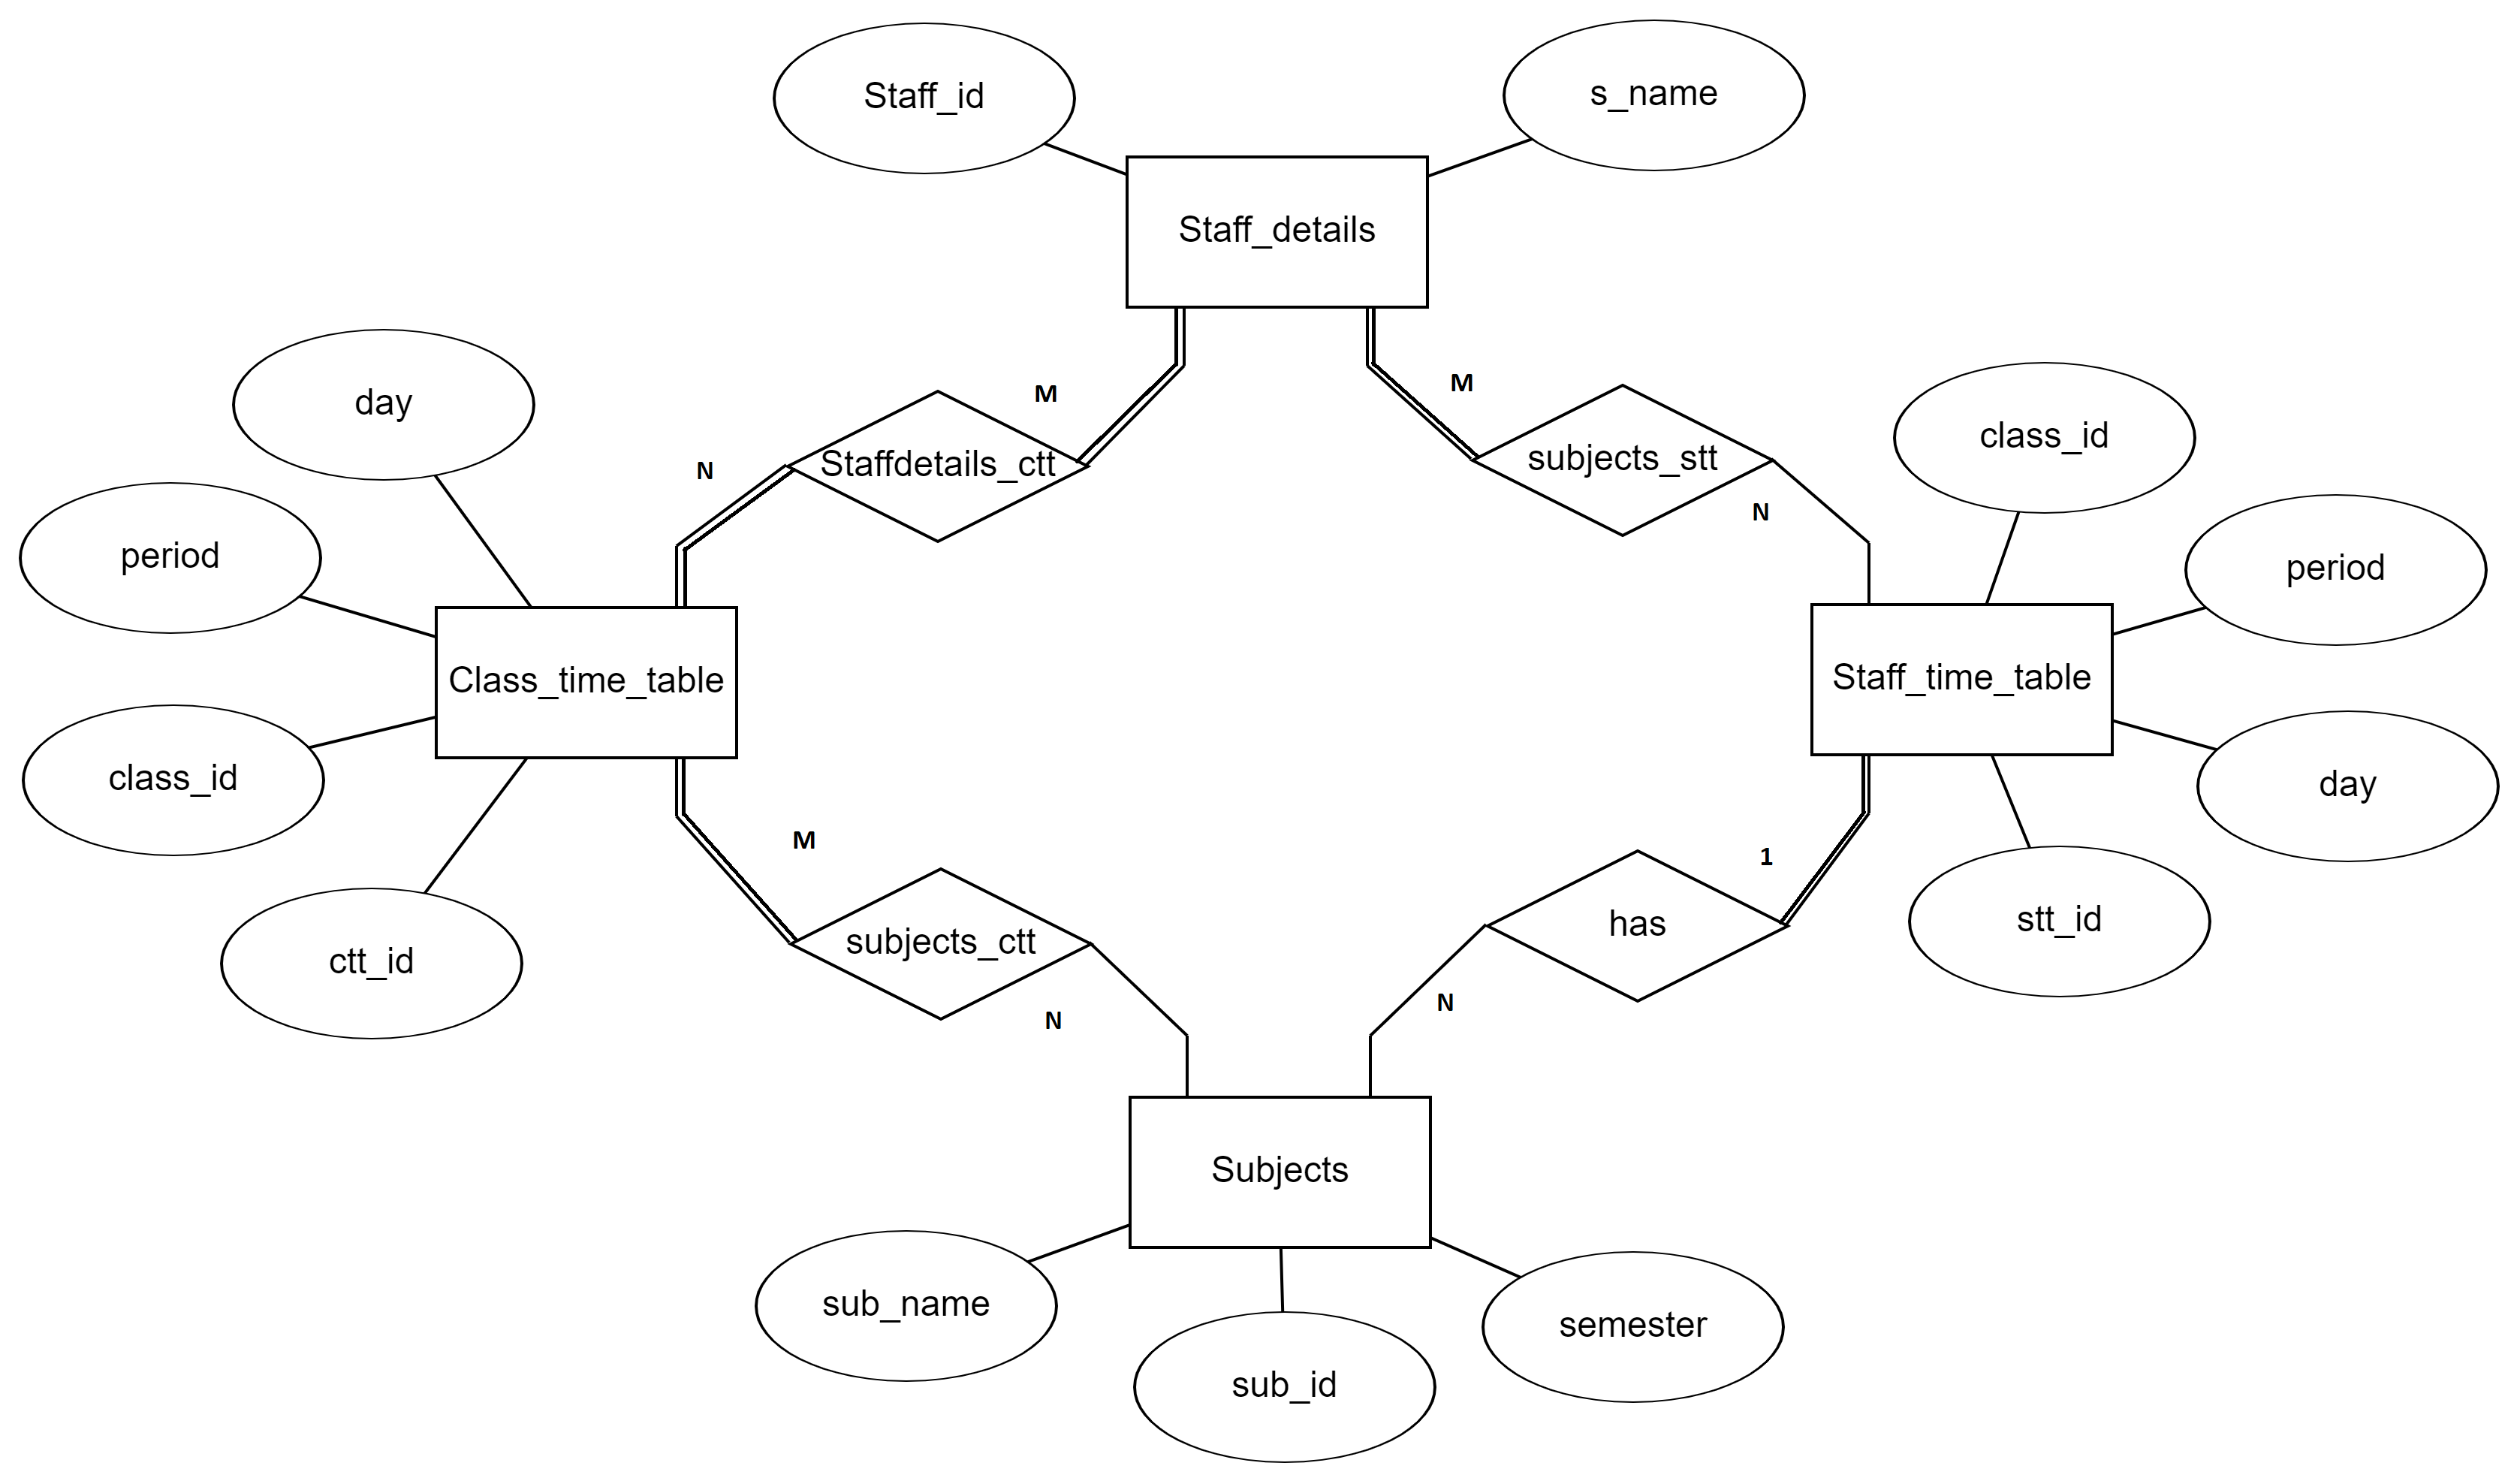 Staff_id
s_name
Staff_details
day
M
M
class_id
N
Staffdetails_ctt
subjects_stt
N
period
period
Class_time_table
Staff_time_table
class_id
day
M
1
ctt_id
subjects_ctt
has
stt_id
N
N
Subjects
sub_name
semester
sub_id